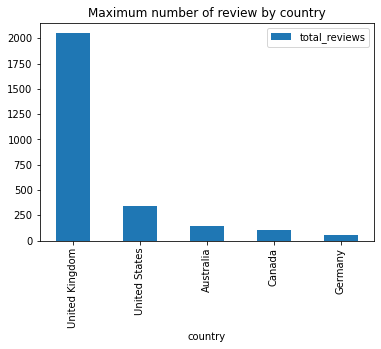 Maximum number of review by country
total_reviews
2000
1750
1500
1250
1000
750
500
250
0
United Kingdom
United States
Australia
Canada
Germany
country